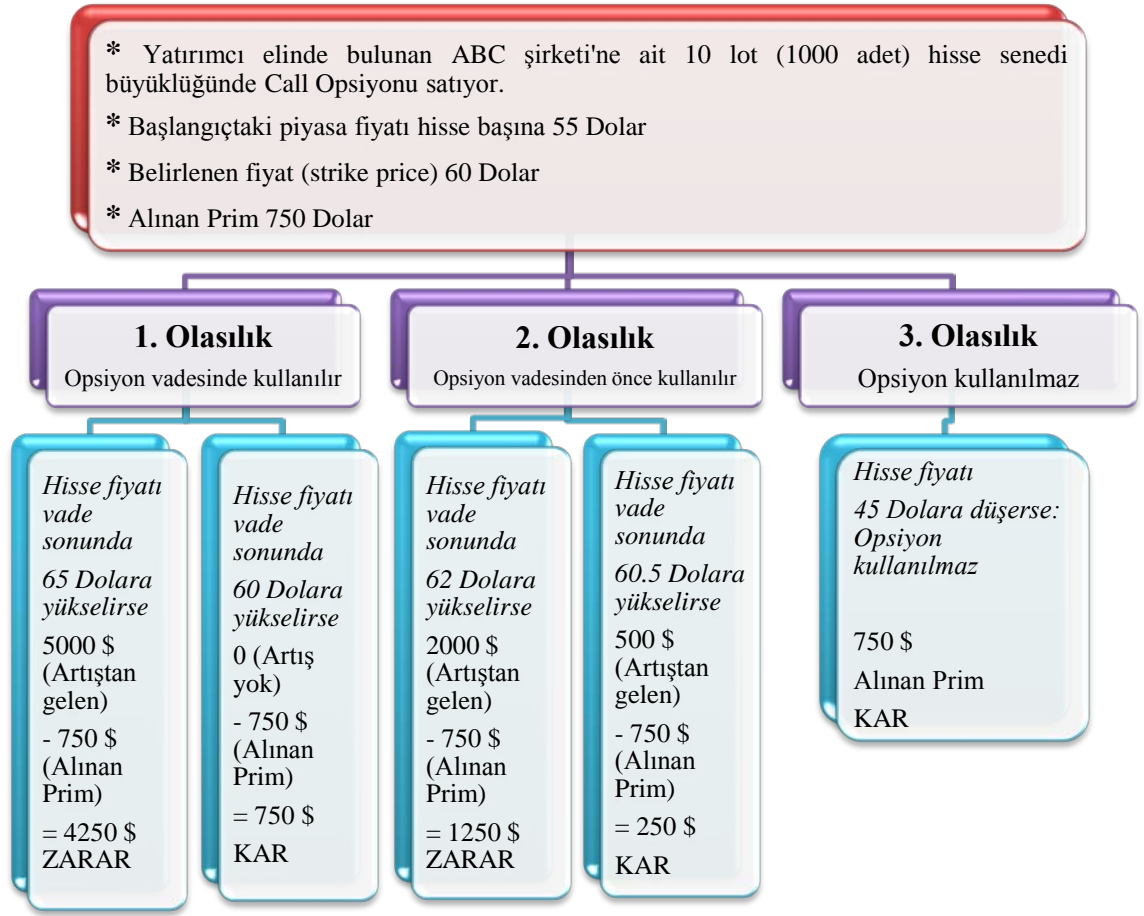 * Yatırımcı elinde bulunan ABC şirketi'ne ait 10 lot (1000 adet) hisse senedi
büyüklüğünde Call Opsiyonu satıyor.
* Başlangıçtaki piyasa fiyatı hisse başına 55 Dolar
* Belirlenen fiyat (strike price) 60 Dolar
* Alınan Prim 750 Dolar
1. Olasılık
Opsiyon vadesinde kullanılır
2. Olasılık
Opsiyon vadesinden önce kullanılır
3. Olasılık
Opsiyon kullanılmaz
Hisse fiyatı
vade
sonunda
65 Dolara
yükselirse
5000 $
(Artıştan
gelen)
- 750 $
(Alınan
Prim)
= 4250 $
ZARAR
Hisse fiyatı
vade
sonunda
60 Dolara
yükselirse
0 (Artış
yok)
- 750 $
(Alınan
Prim)
= 750 $
KAR
Hisse fiyatı
vade
sonunda
62 Dolara
yükselirse
2000 $
(Artıştan
gelen)
- 750 $
(Alınan
Prim)
= 1250 $
ZARAR
Hisse fiyatı
vade
sonunda
60.5 Dolara
yükselirse
500 $
(Artıştan
gelen)
- 750 $
(Alınan
Prim)
= 250 $
KAR
Hisse fiyatı
45 Dolara düşerse:
Opsiyon
kullanılmaz
750 $
Alınan Prim
KAR